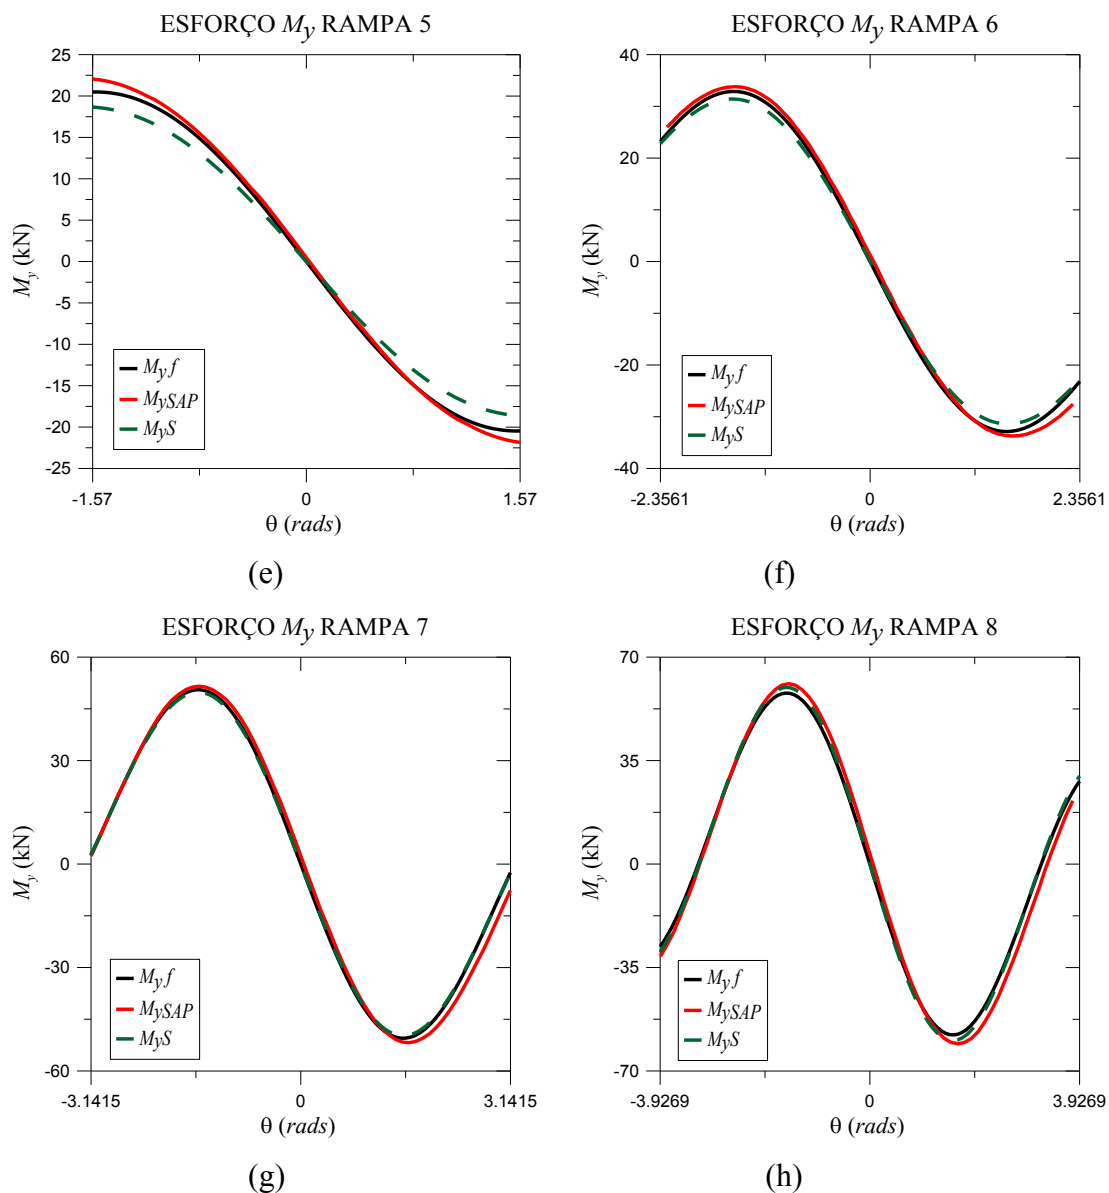 ESFORÇO My RAMPA 5
25
20
15
10
5
0
-5
-10
-15
-20
-25
My (kN)
Myf
MySAP
MyS
-1.57 0 1.57
θ (rads)
(e)
ESFORÇO My RAMPA 6
40
20
0
-20
-40
My (kN)
Myf
MySAP
MyS
-2.3561 0 2.3561
θ (rads)
(f)
ESFORÇO My RAMPA 7
60
30
0
-30
-60
My (kN)
Myf
MySAP
MyS
-3.1415 0 3.1415
θ (rads)
(g)
ESFORÇO My RAMPA 8
70
35
0
-35
-70
My (kN)
Myf
MySAP
MyS
-3.9269 0 3.9269
θ (rads)
(h)